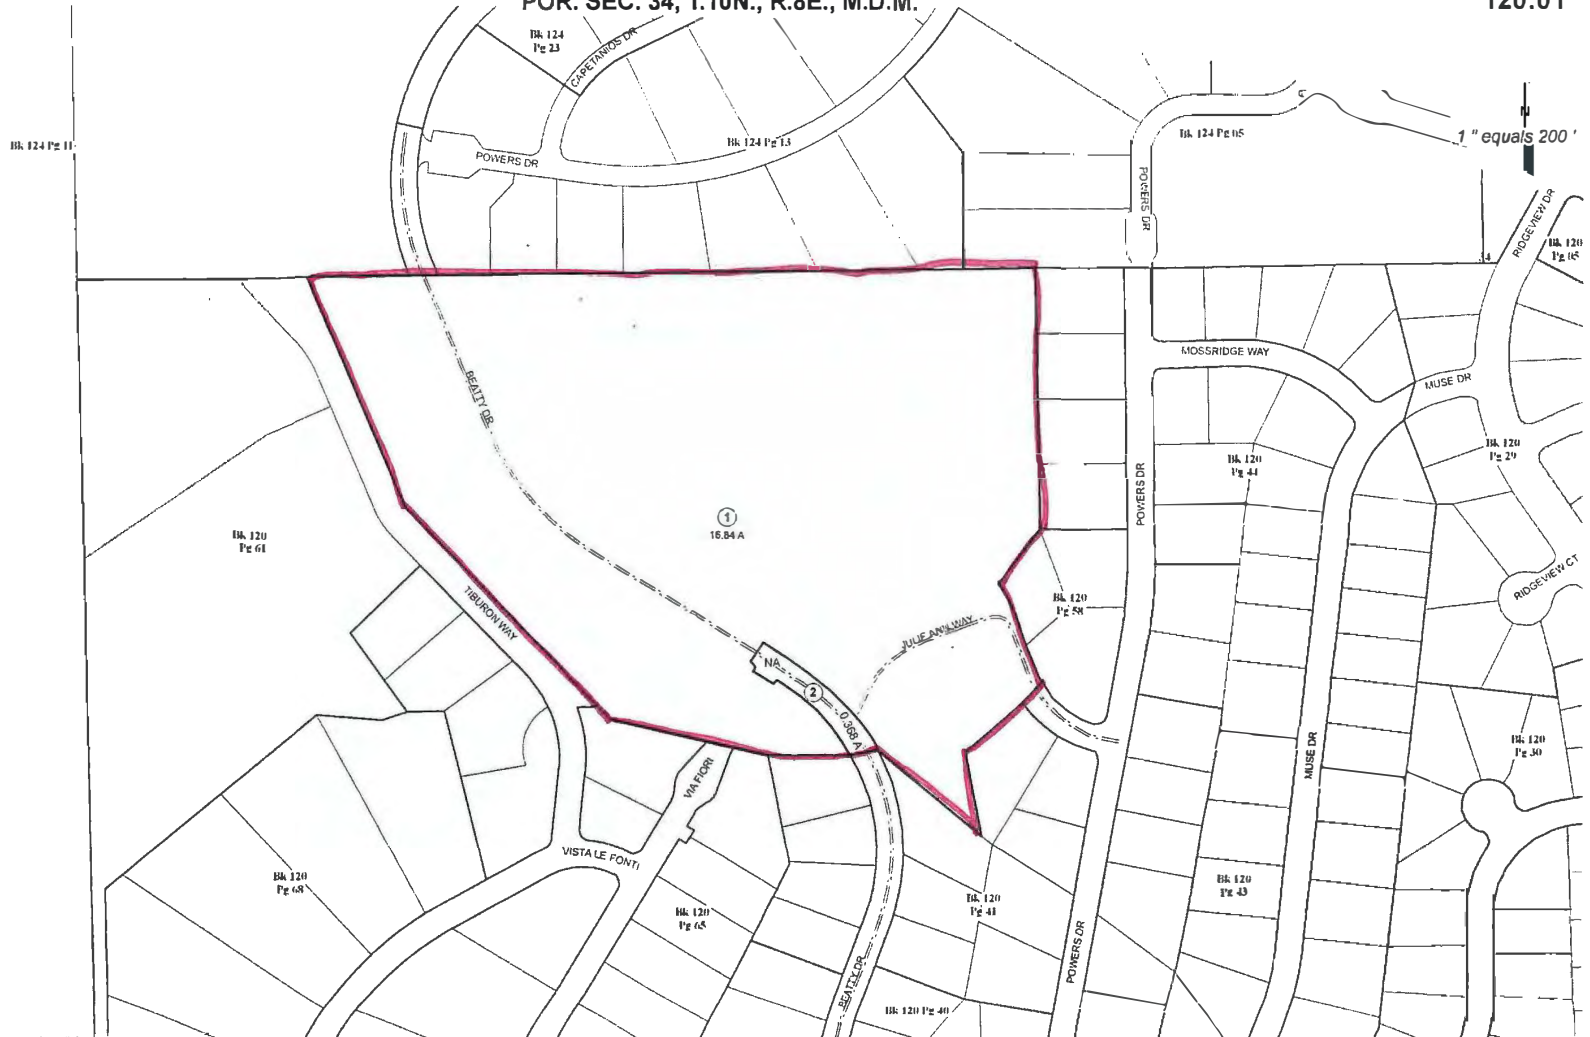 POR. SEC. 34, T.10N., R.8E., M.D.M.
120:01
Bk 124
Pg 23
CAPETANIOS DR
Bk 124 Pg 11
POWERS DR
Bk 124 Pg 13
Bk 124 Pg 05
N
1 " equals 200 '
POWERS DR
RIDGEVIEW DR
Bk 120
Pg 05
34
BEATTY DR
MOSSRIDGE WAY
MUSE DR
Bk 120
Pg 29
Bk 120
Pg 44
POWERS DR
1
16.84 A
Bk 120
Pg 61
TIBURON WAY
Bk 120
Pg 58
RIDGEVIEW CT
JULIE ANN WAY
NA
2
0.368 A
MUSE DR
Bk 120
Pg 30
VIA FIORI
VISTA LE FONTI
Bk 120
Pg 68
Bk 120
Pg 65
Bk 120
Pg 41
Bk 120
Pg 43
POWERS DR
BEATTY DR
Bk 120 Pg 40